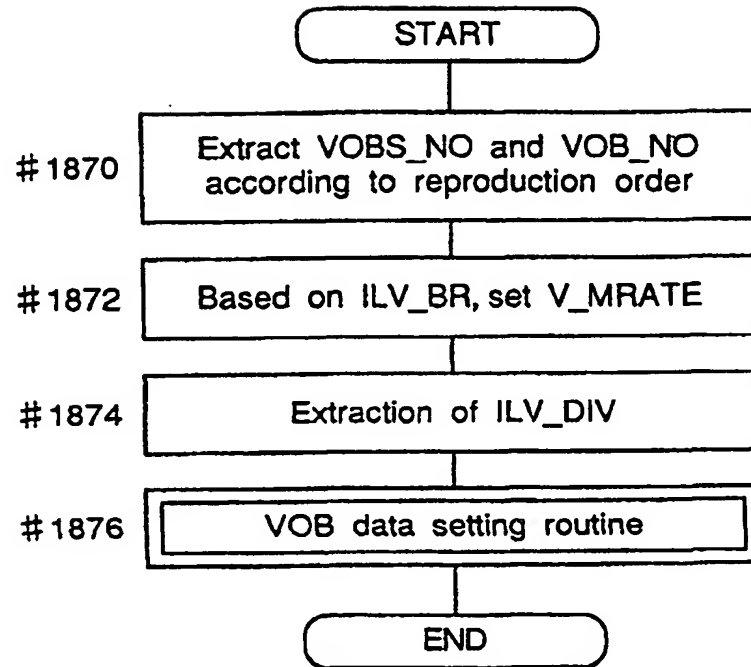 START
#1870
Extract VOBS_NO and VOB_NO
according to reproduction order
#1872
Based on ILV_BR, set V_MRATE
#1874
Extraction of ILV_DIV
#1876
VOB data setting routine
END